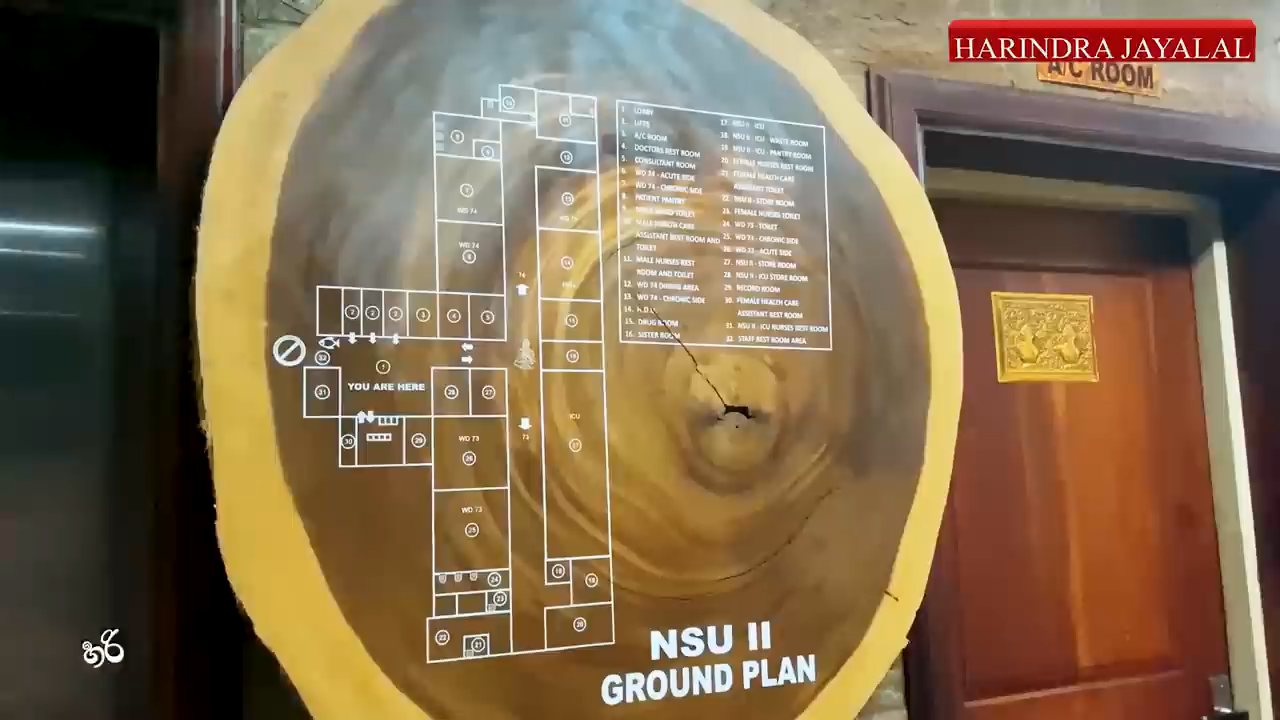 HARINDRA JAYALAL
A/C ROOM
1. LOBBY
2. LIFTS
3. A/C ROOM
4. DOCTORS REST ROOM
5. CONSULTANT ROOM
6. WD 74 - ACUTE SIDE
7. WD 74 - CHRONIC SIDE
8. PATIENT PANTRY
TOILET
10. MALE HEALTH CARE
ASSISTANT REST ROOM AND
TOILET
11. MALE NURSES REST
ROOM AND TOILET
12. WD 74 DINING AREA
13. WD 74 - CHRONIC SIDE
14. H.D.U.
15. DRUG ROOM
16. SISTER ROOM
17. NSU II - ICU
18. NSU II - ICU - WASTE ROOM
19. NSU II - ICU - PANTRY ROOM
20. FEMALE NURSES REST ROOM
21. FEMALE HEALTH CARE
ASSISTANT TOILET
22. NSU II - STORE ROOM
23. FEMALE NURSES TOILET
24. WD 73 - TOILET
25. WD 73 - CHRONIC SIDE
26. WD 73 - ACUTE SIDE
27. NSU II - STORE ROOM
28. NSU II - ICU STORE ROOM
29. RECORD ROOM
30. FEMALE HEALTH CARE
ASSISTANT REST ROOM
31. NSU II - ICU NURSES REST ROOM
32. STAFF REST ROOM AREA
WD 74
WD 74
74
YOU ARE HERE
ICU
73
WD 73
WD 73
NSU II
GROUND PLAN
හරි